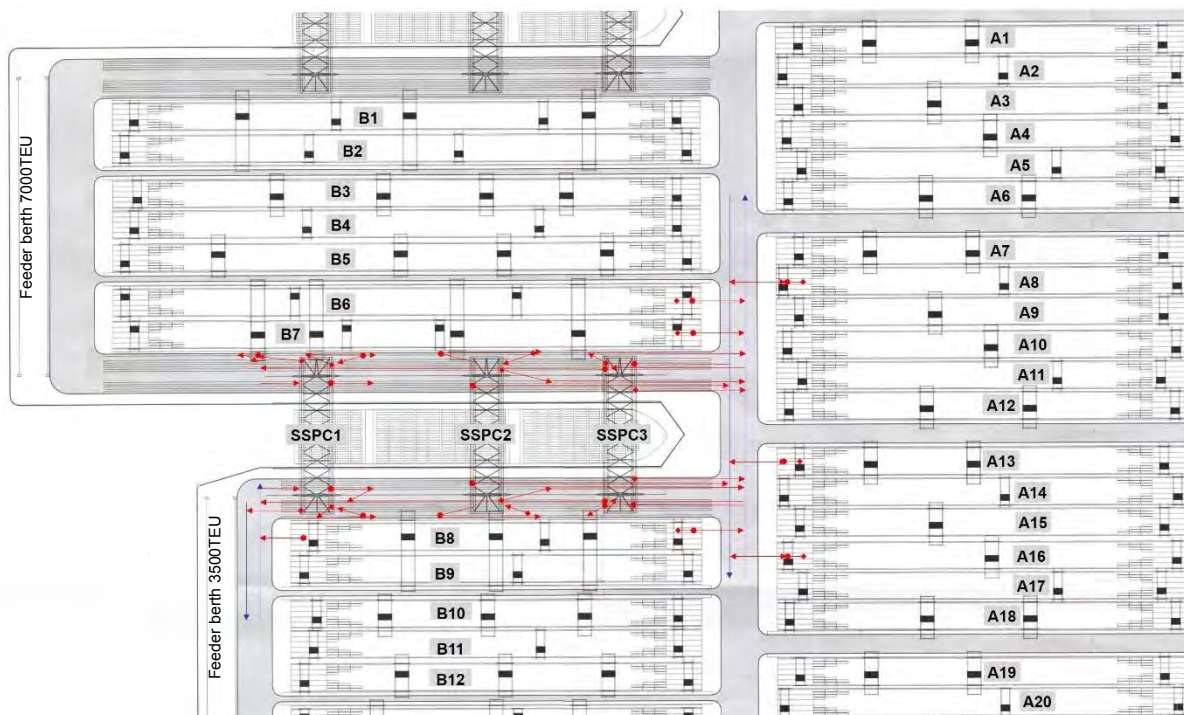 Feeder berth 7000TEU
Feeder berth 3500TEU
B1
B2
B3
B4
B5
B6
B7
SSPC1
SSPC2
SSPC3
B8
B9
B10
B11
B12
A1
A2
A3
A4
A5
A6
A7
A8
A9
A10
A11
A12
A13
A14
A15
A16
A17
A18
A19
A20